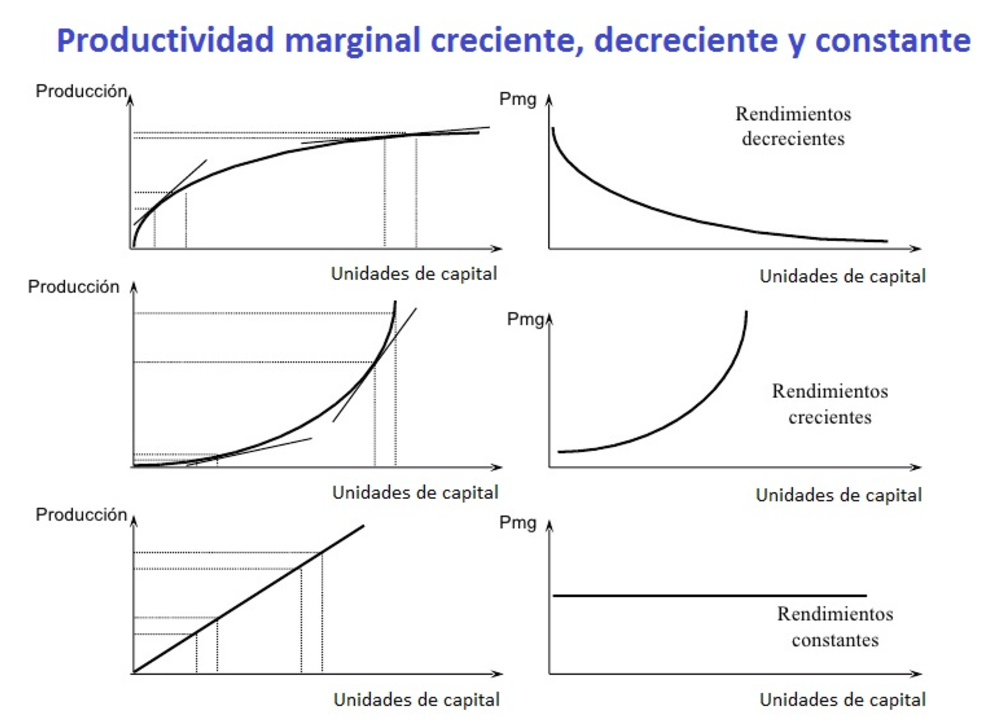 Productividad marginal creciente, decreciente y constante
Producción
Pmg
Rendimientos
decrecientes
Unidades de capital
Unidades de capital
Producción
Pmg
Rendimientos
crecientes
Unidades de capital
Unidades de capital
Producción
Pmg
Rendimientos
constantes
Unidades de capital
Unidades de capital